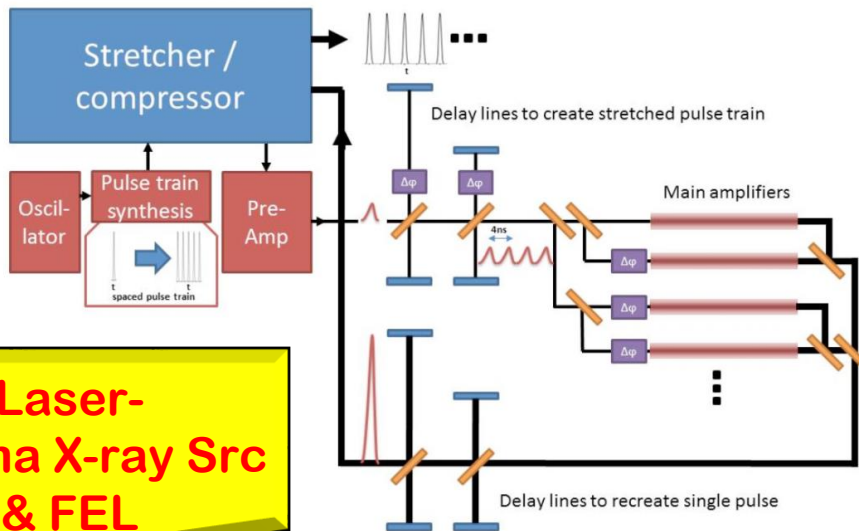 Stretcher /
compressor
t
Delay lines to create stretched pulse train
Δφ
Δφ
Oscil-
lator
Pulse train
synthesis
Pre-
Amp
t
t
spaced pulse train
4ns
Main amplifiers
Δφ
Δφ
Δφ
Laser-
a X-ray Src
& FEL
Delay lines to recreate single pulse